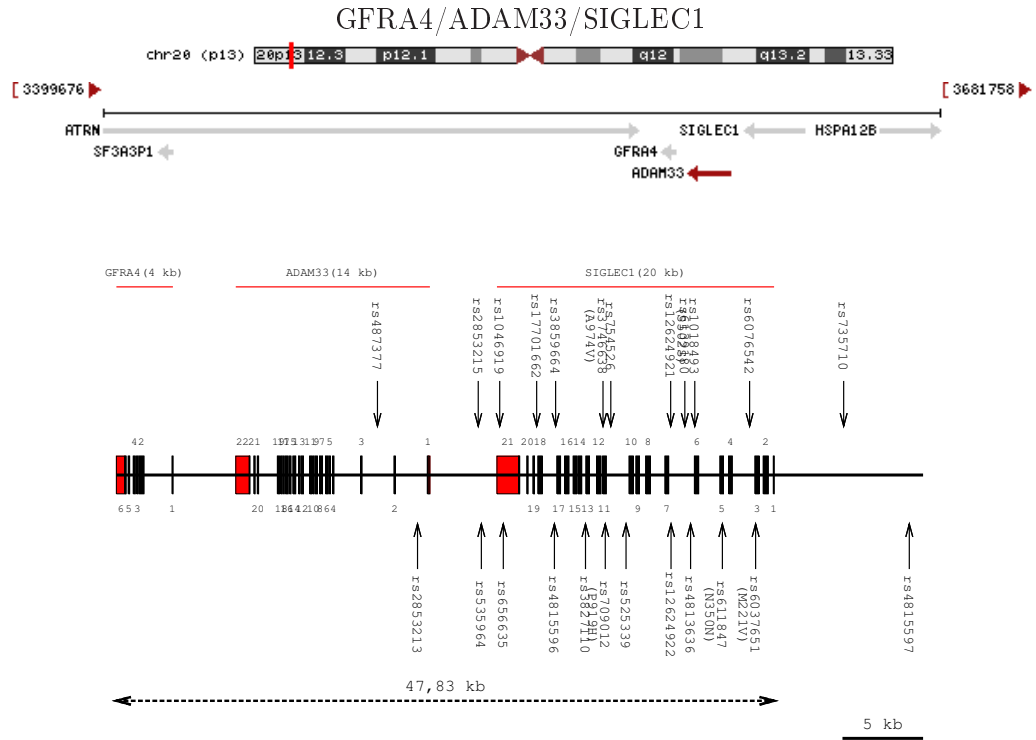 GFRA4/ADAM33/SIGLEC1
chr20 (p13) 20p13 12.3 p12.1 q12 q13.2 13.33
[ 3399676 [ 3681758
ATRN SIGLEC1 HSPA12B
SF3A3P1 GFRA4
ADAM33
GFRA4(4 kb) ADAM33(14 kb) SIGLEC1(20 kb)
rs487377
rs2853215
rs1046919
rs17701662
rs3859664
rs3746638
(A974V)
rs754526
rs12624921
rs1018493
rs6076542
rs735710
42 2221 3 1 21 2018 1614 12 10 8 6 4 2
653 1 20 2 19 17 1513 11 9 7 5 3 1
rs2853213
rs535964
rs656635
rs4815596
rs3827110
(P919H)
rs709012
rs525339
rs12624922
rs4813636
rs611847
(N350N)
rs6037651
(M221V)
rs4815597
47,83 kb
5 kb